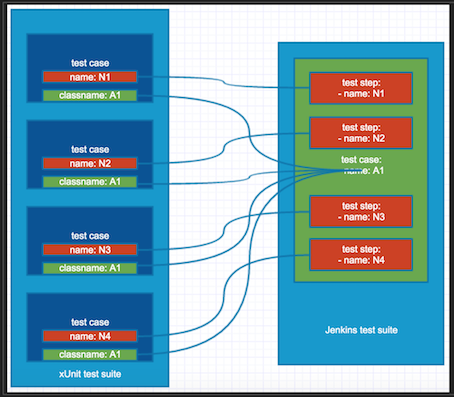 test case
name: N1
classname: A1
test case
name: N2
classname: A1
test case
name: N3
classname: A1
test case
name: N4
classname: A1
xUnit test suite
test step:
- name: N1
test step:
- name: N2
test case:
name: A1
test step:
- name: N3
test step:
- name: N4
Jenkins test suite